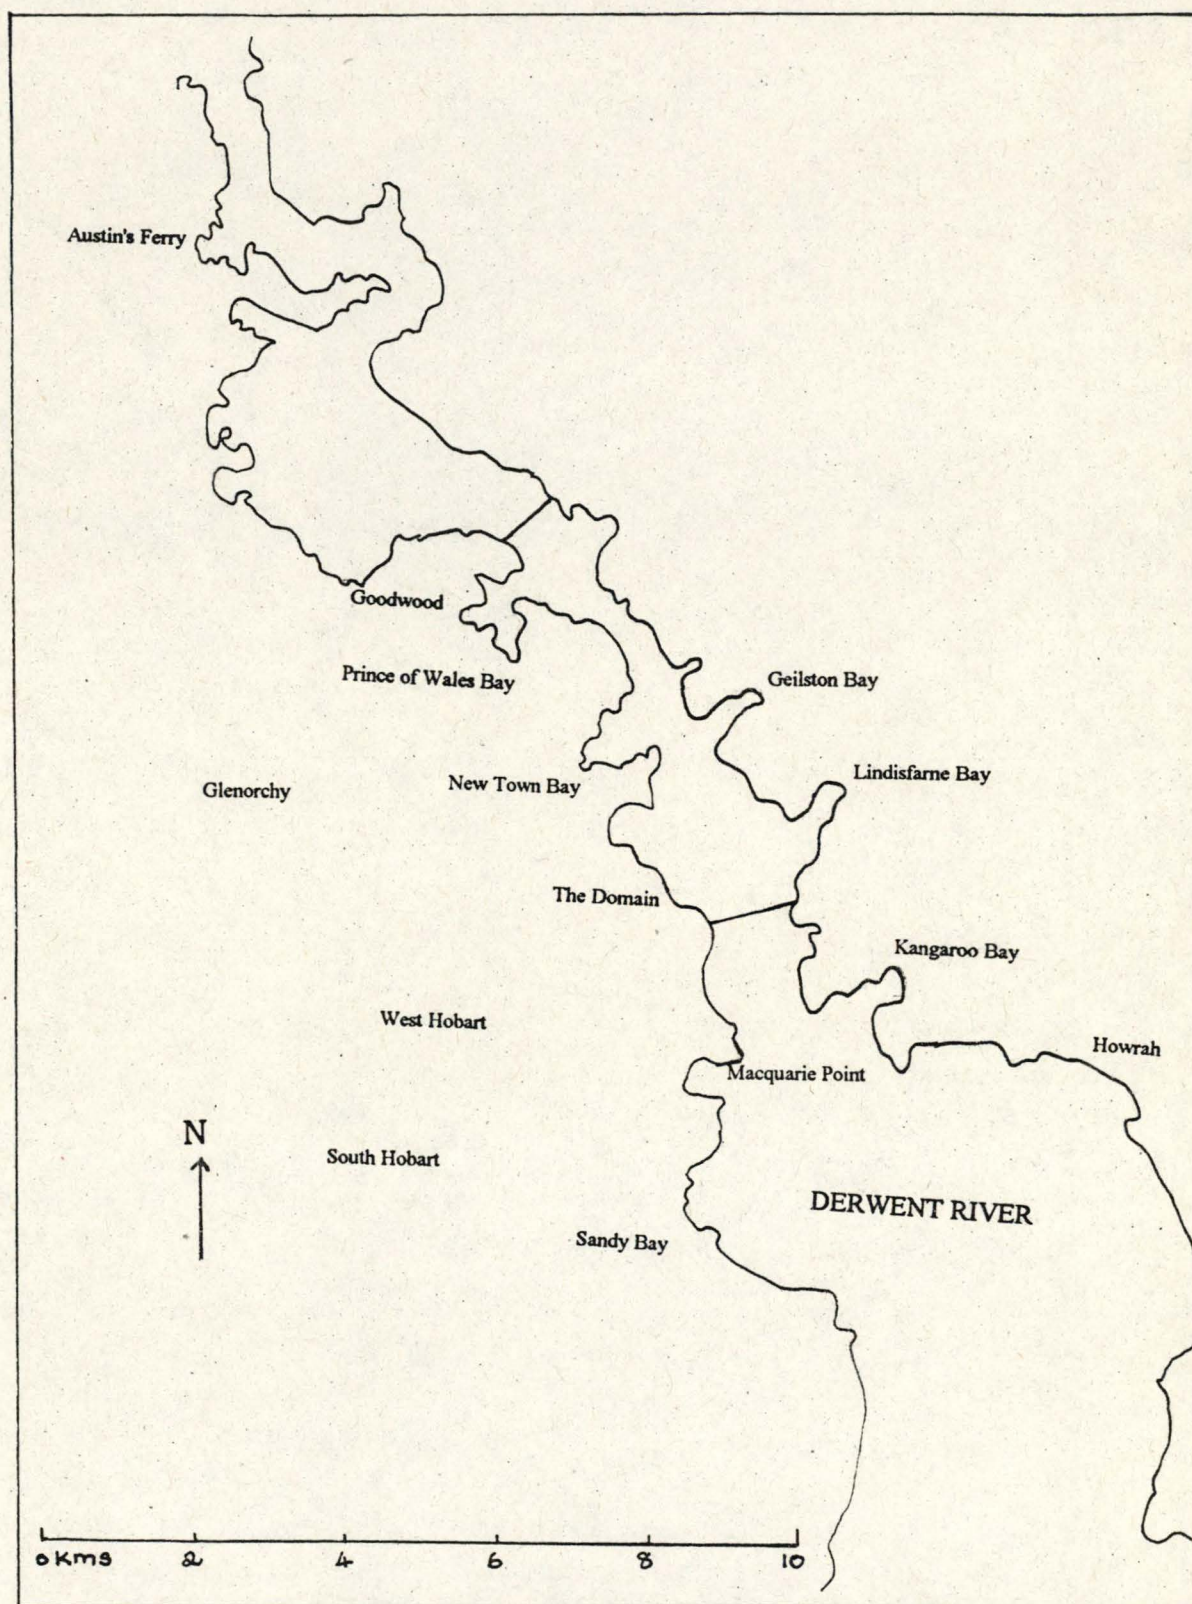 Austin's Ferry
Goodwood
Prince of Wales Bay
Geilston Bay
Lindisfarne Bay
New Town Bay
Glenorchy
The Domain
Kangaroo Bay
West Hobart
Howrah
Macquarie Point
N
South Hobart
DERWENT RIVER
Sandy Bay
0 Kms 2 4 6 8 10